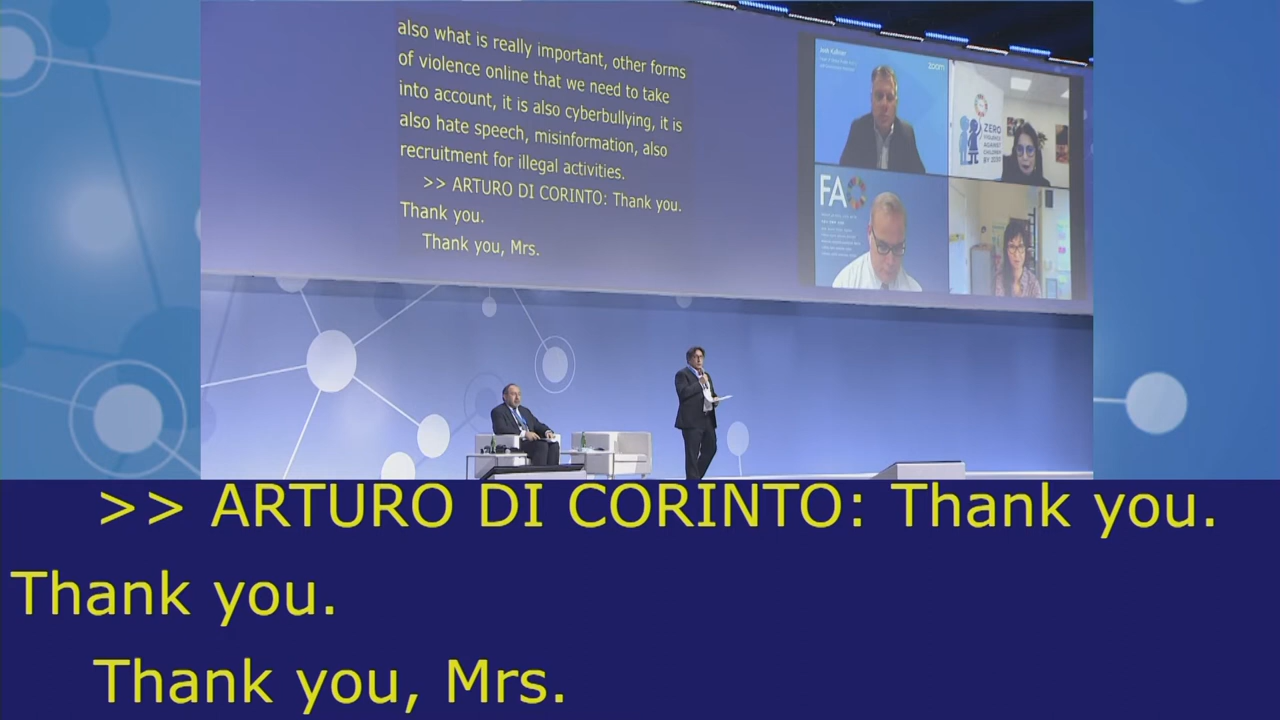 also what is really important, other forms
of violence online that we need to take
into account, it is also cyberbullying, it is
also hate speech, misinformation, also
recruitment for illegal activities.
>> ARTURO DI CORINTO: Thank you.
Thank you.
Thank you, Mrs.
zoom
ZERO
VIOLENCE
AGAINST
CHILDREN
BY 2030
FAO
>> ARTURO DI CORINTO: Thank you.
Thank you.
Thank you, Mrs.